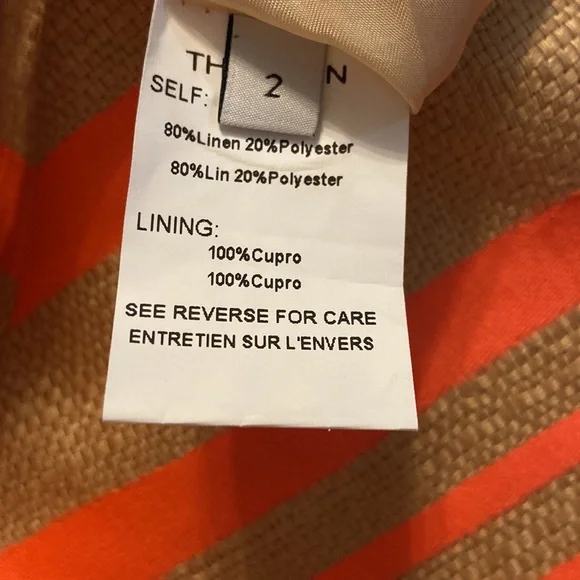 2
SELF:
80%Linen 20%Polyester
80%Lin 20%Polyester
LINING:
100%Cupro
100%Cupro
SEE REVERSE FOR CARE
ENTRETIEN SUR L'ENVERS